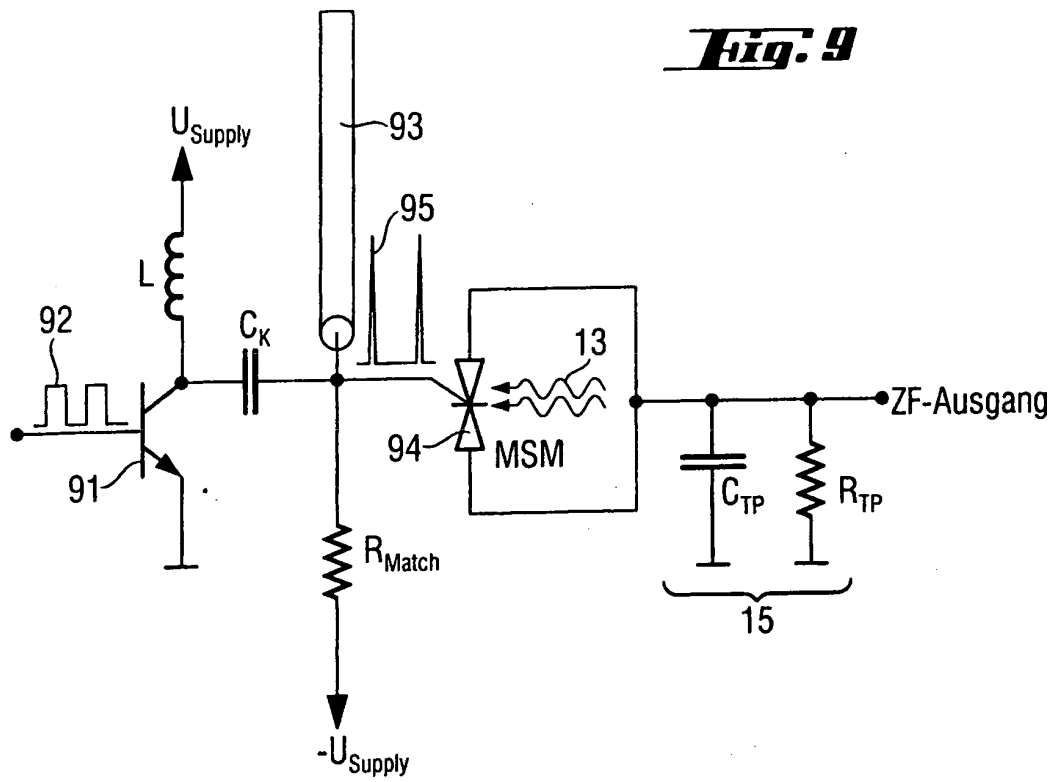 Fig. 9
U_Supply
93
95
L
92
C_K
13
ZF-Ausgang
94
MSM
91
C_TP
R_TP
R_Match
15
-U_Supply